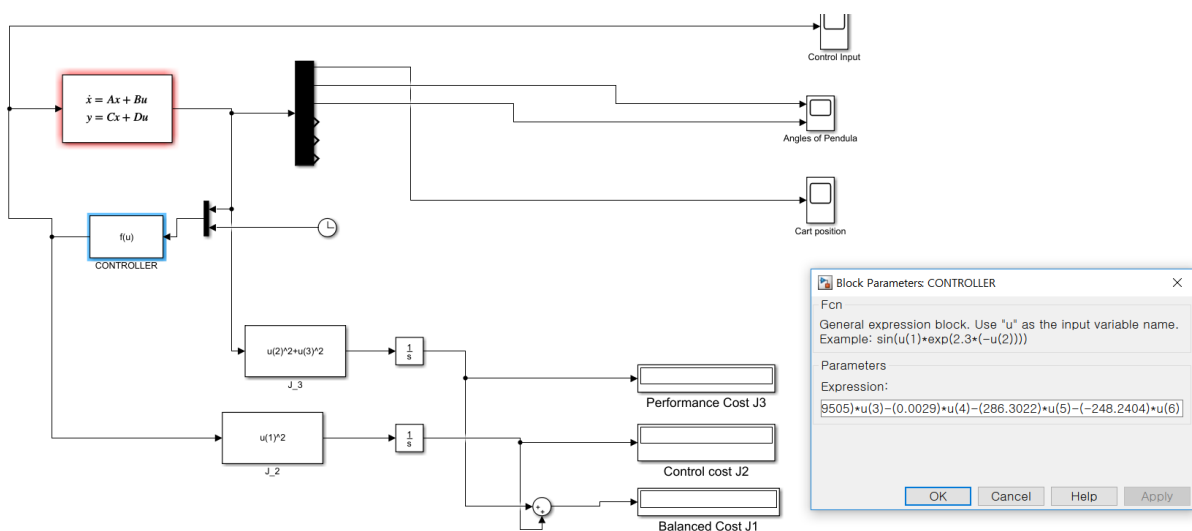 Control Input
ẋ = Ax + Bu
y = Cx + Du
Angles of Pendula
f(u)
CONTROLLER
Cart position
Block Parameters: CONTROLLER
Fcn
General expression block. Use "u" as the input variable name.
Example: sin(u(1)*exp(2.3*(-u(2))))
Parameters
Expression:
9505)*u(3)-(0.0029)*u(4)-(286.3022)*u(5)-(-248.2404)*u(6)
OK Cancel Help Apply
u(2)^2+u(3)^2
J_3
1
s
Performance Cost J3
u(1)^2
J_2
1
s
Control cost J2
+
+
Balanced Cost J1